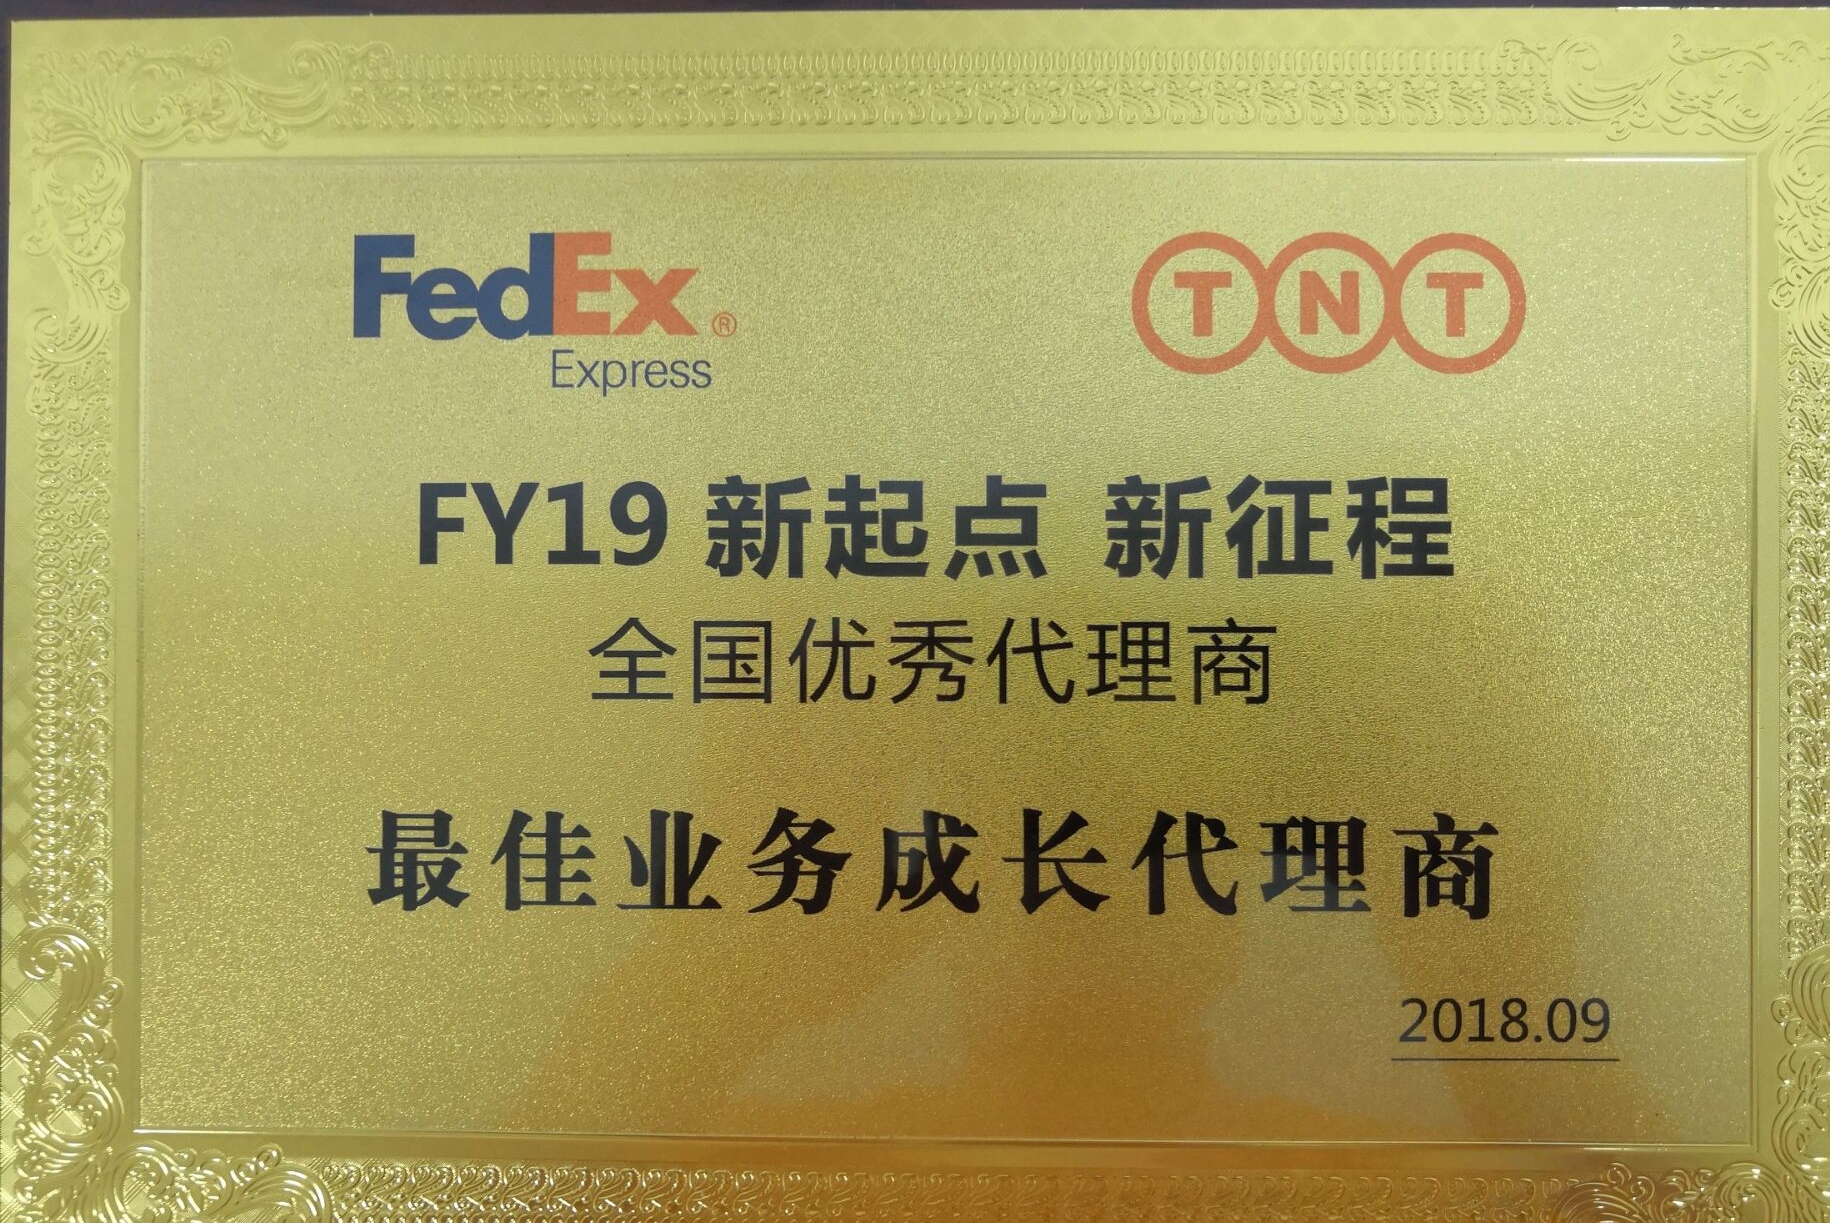 FedEx® TNT
Express
FY19 新起点 新征程
全国优秀代理商
最佳业务成长代理商
2018.09